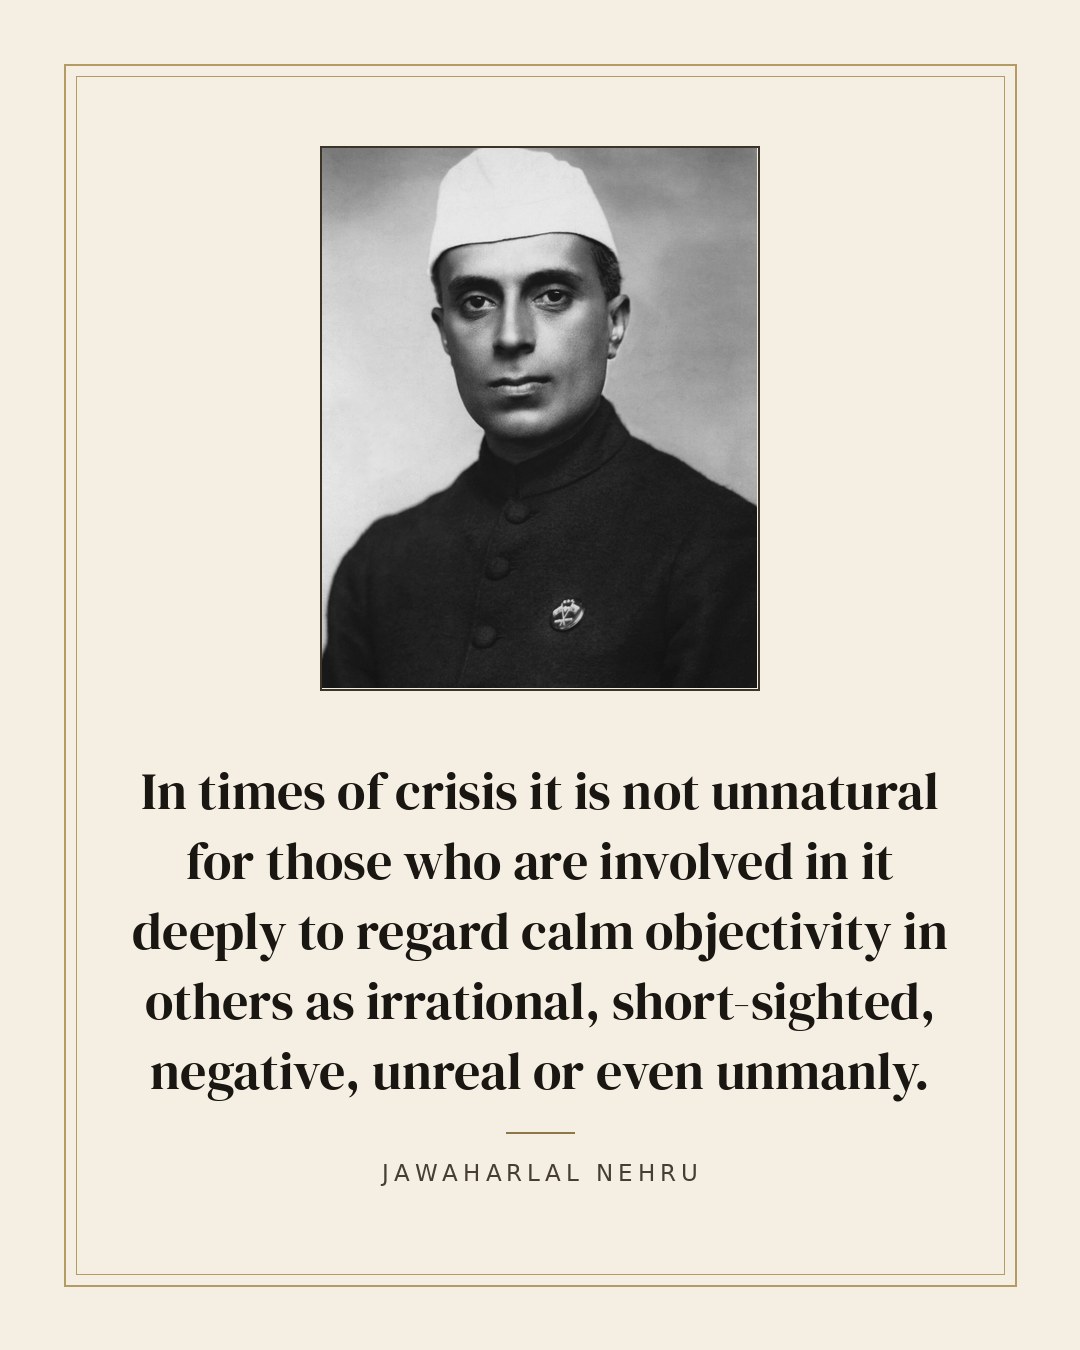 In times of crisis it is not unnatural
for those who are involved in it
deeply to regard calm objectivity in
others as irrational, short-sighted,
negative, unreal or even unmanly.
JAWAHARLAL NEHRU